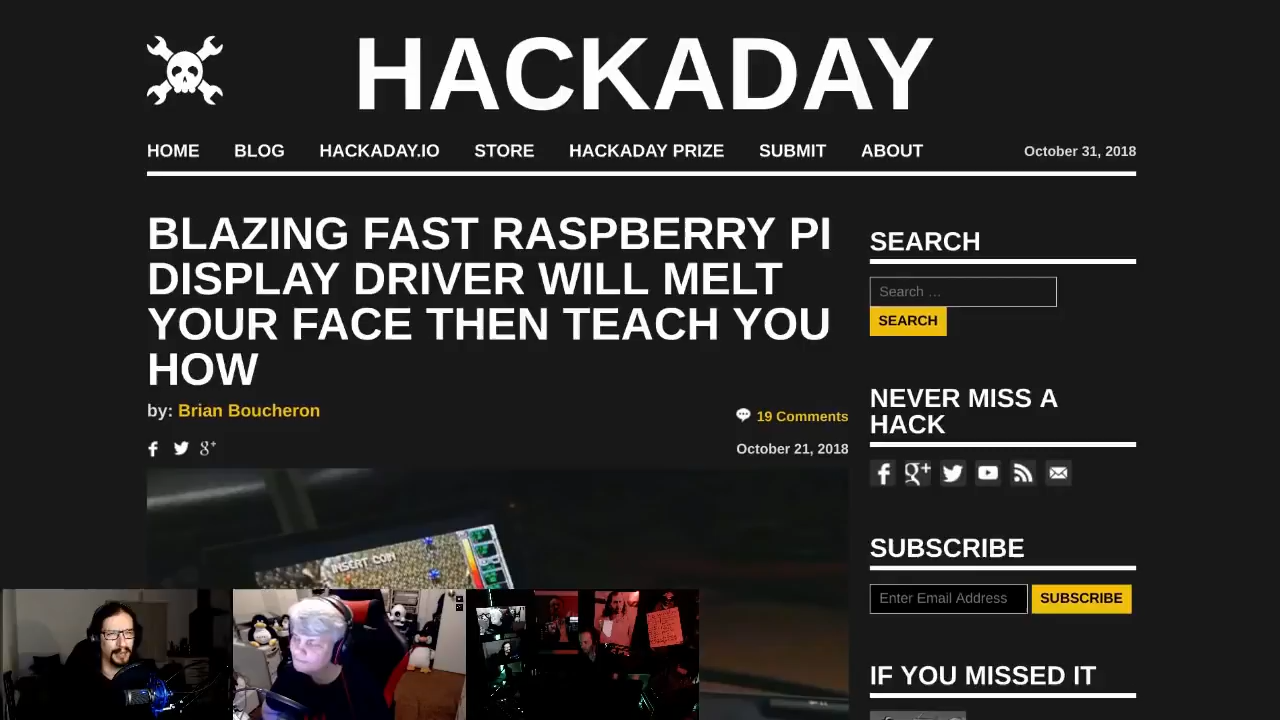 HACKADAY
HOME BLOG HACKADAY.IO STORE HACKADAY PRIZE SUBMIT ABOUT October 31, 2018
BLAZING FAST RASPBERRY PI
DISPLAY DRIVER WILL MELT
YOUR FACE THEN TEACH YOU
HOW
by: Brian Boucheron
19 Comments
October 21, 2018
INSERT COIN
SEARCH
Search …
SEARCH
NEVER MISS A
HACK
SUBSCRIBE
Enter Email Address SUBSCRIBE
IF YOU MISSED IT